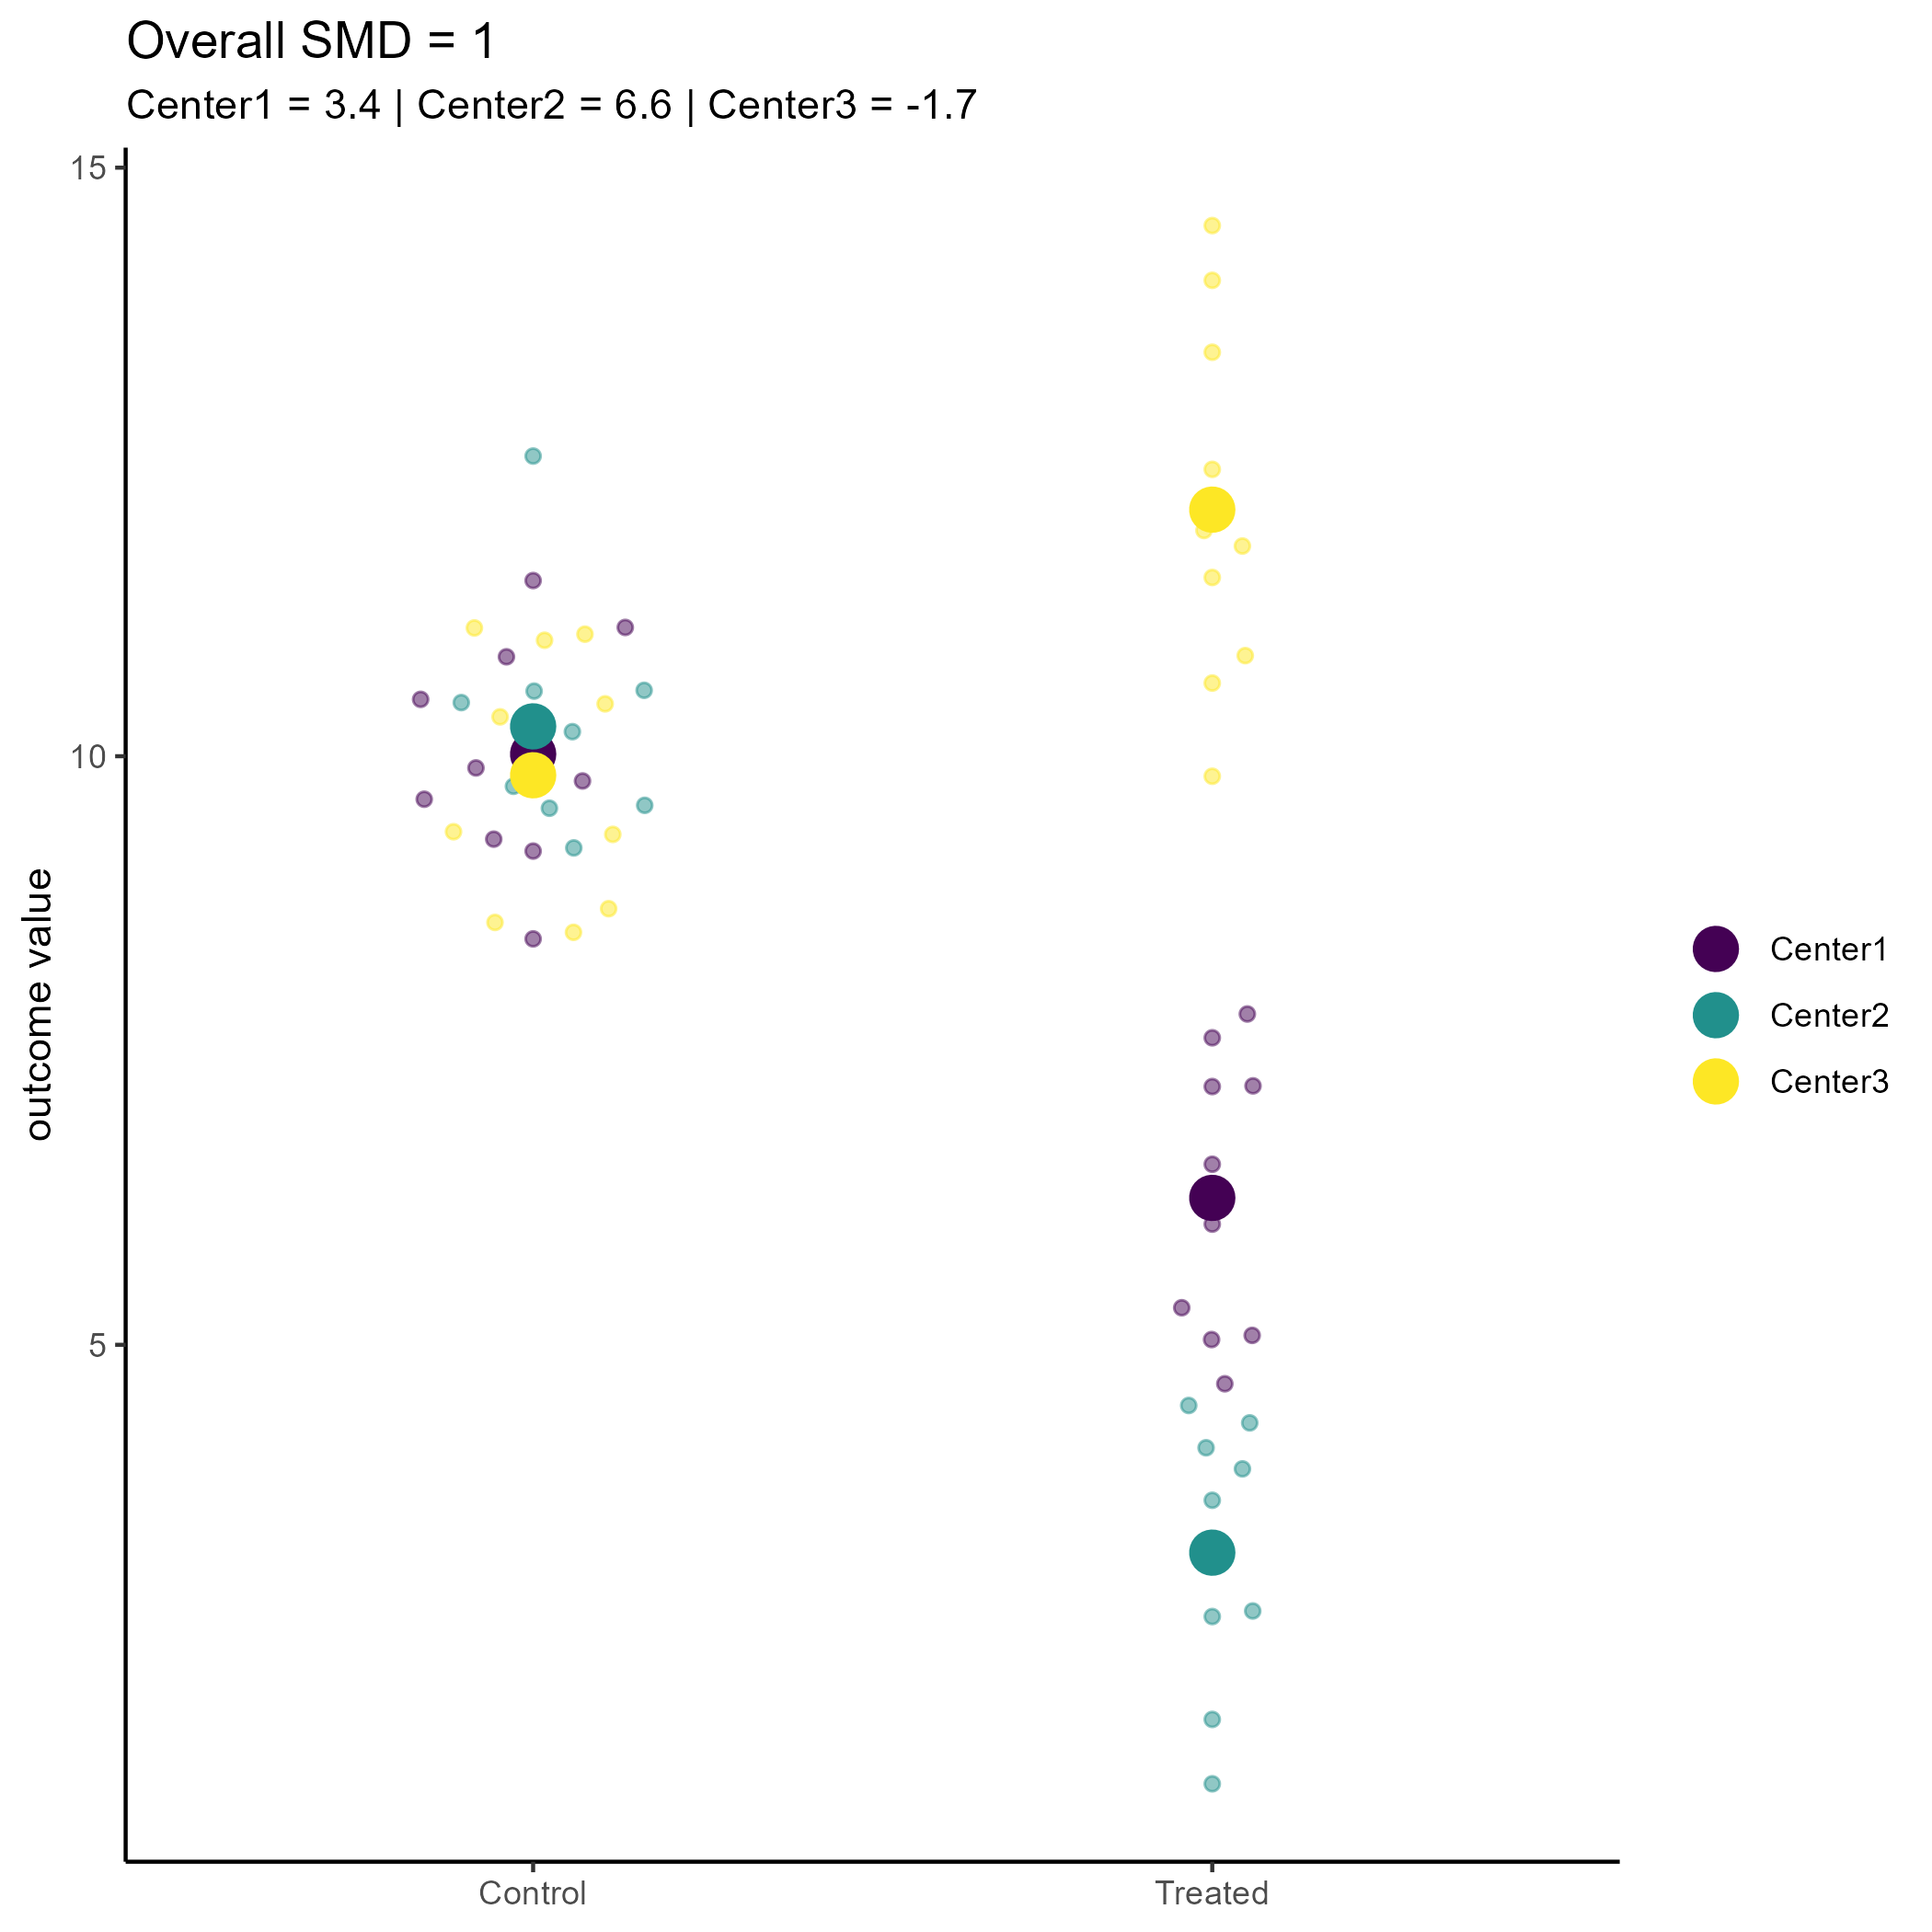 Overall SMD = 1
Center1 = 3.4 | Center2 = 6.6 | Center3 = -1.7
15
10
5
outcome value
Control
Treated
Center1
Center2
Center3